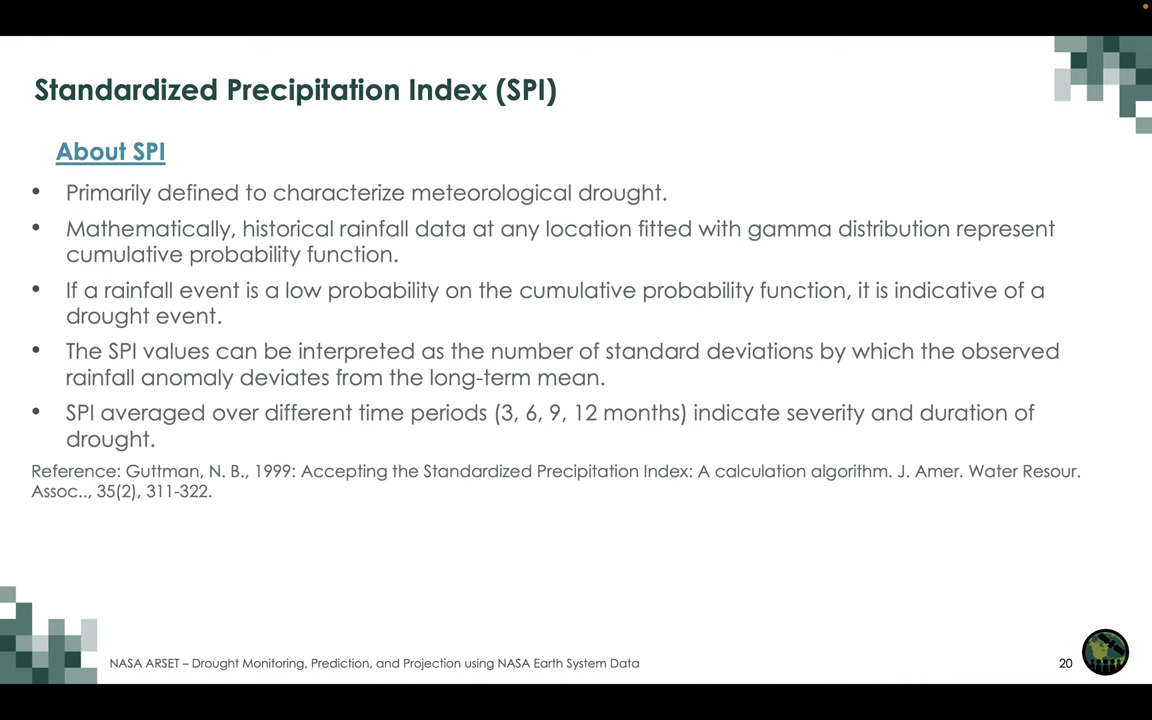 Standardized Precipitation Index (SPI)
About SPI
• Primarily defined to characterize meteorological drought.
• Mathematically, historical rainfall data at any location fitted with gamma distribution represent
cumulative probability function.
• If a rainfall event is a low probability on the cumulative probability function, it is indicative of a
drought event.
• The SPI values can be interpreted as the number of standard deviations by which the observed
rainfall anomaly deviates from the long-term mean.
• SPI averaged over different time periods (3, 6, 9, 12 months) indicate severity and duration of
drought.
Reference: Guttman, N. B., 1999: Accepting the Standardized Precipitation Index: A calculation algorithm. J. Amer. Water Resour.
Assoc.., 35(2), 311-322.
NASA ARSET – Drought Monitoring, Prediction, and Projection using NASA Earth System Data
20